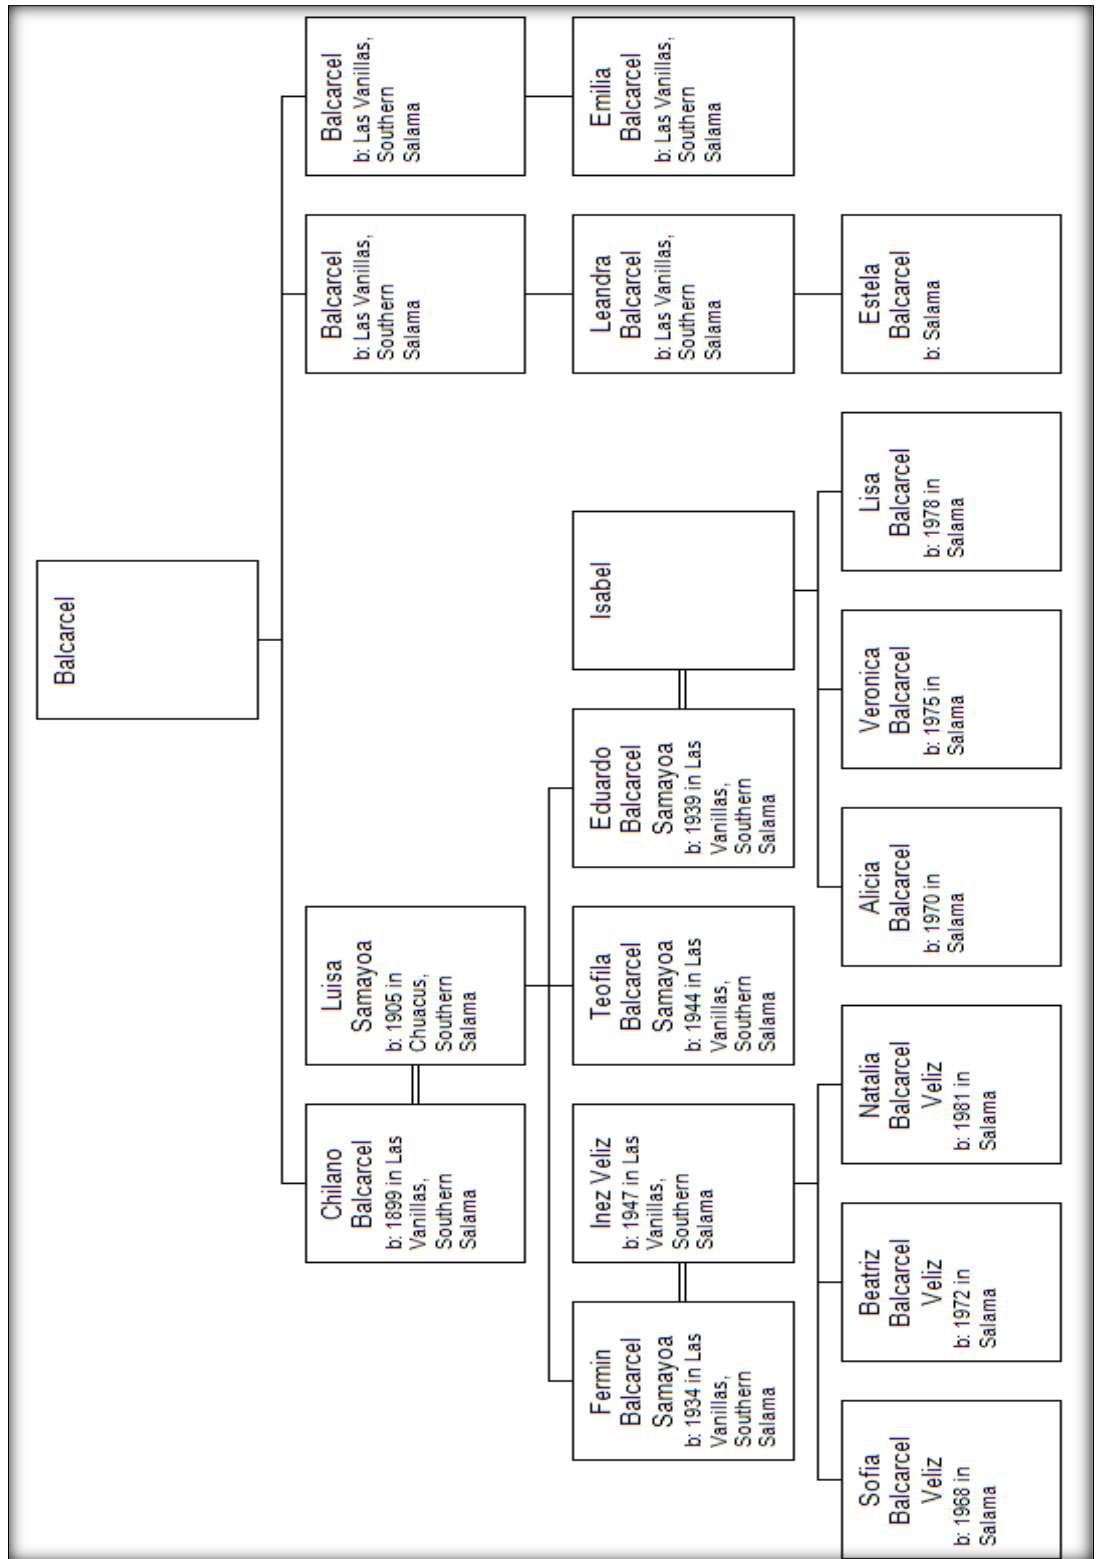 Balcarcel
Chilano
Balcarcel
b: 1899 in Las
Vanillas,
Southern
Salama
Luisa
Samayoa
b: 1905 in
Chuacus,
Southern
Salama
Balcarcel
b: Las Vanillas,
Southern
Salama
Balcarcel
b: Las Vanillas,
Southern
Salama
Fermin
Balcarcel
Samayoa
b: 1934 in Las
Vanillas,
Southern
Salama
Inez Veliz
b: 1947 in Las
Vanillas,
Southern
Salama
Teofila
Balcarcel
Samayoa
b: 1944 in Las
Vanillas,
Southern
Salama
Eduardo
Balcarcel
Samayoa
b: 1939 in Las
Vanillas,
Southern
Salama
Isabel
Leandra
Balcarcel
b: Las Vanillas,
Southern
Salama
Emilia
Balcarcel
b: Las Vanillas,
Southern
Salama
Sofia
Balcarcel
Veliz
b: 1968 in
Salama
Beatriz
Balcarcel
Veliz
b: 1972 in
Salama
Natalia
Balcarcel
Veliz
b: 1981 in
Salama
Alicia
Balcarcel
b: 1970 in
Salama
Veronica
Balcarcel
b: 1975 in
Salama
Lisa
Balcarcel
b: 1978 in
Salama
Estela
Balcarcel
b: Salama